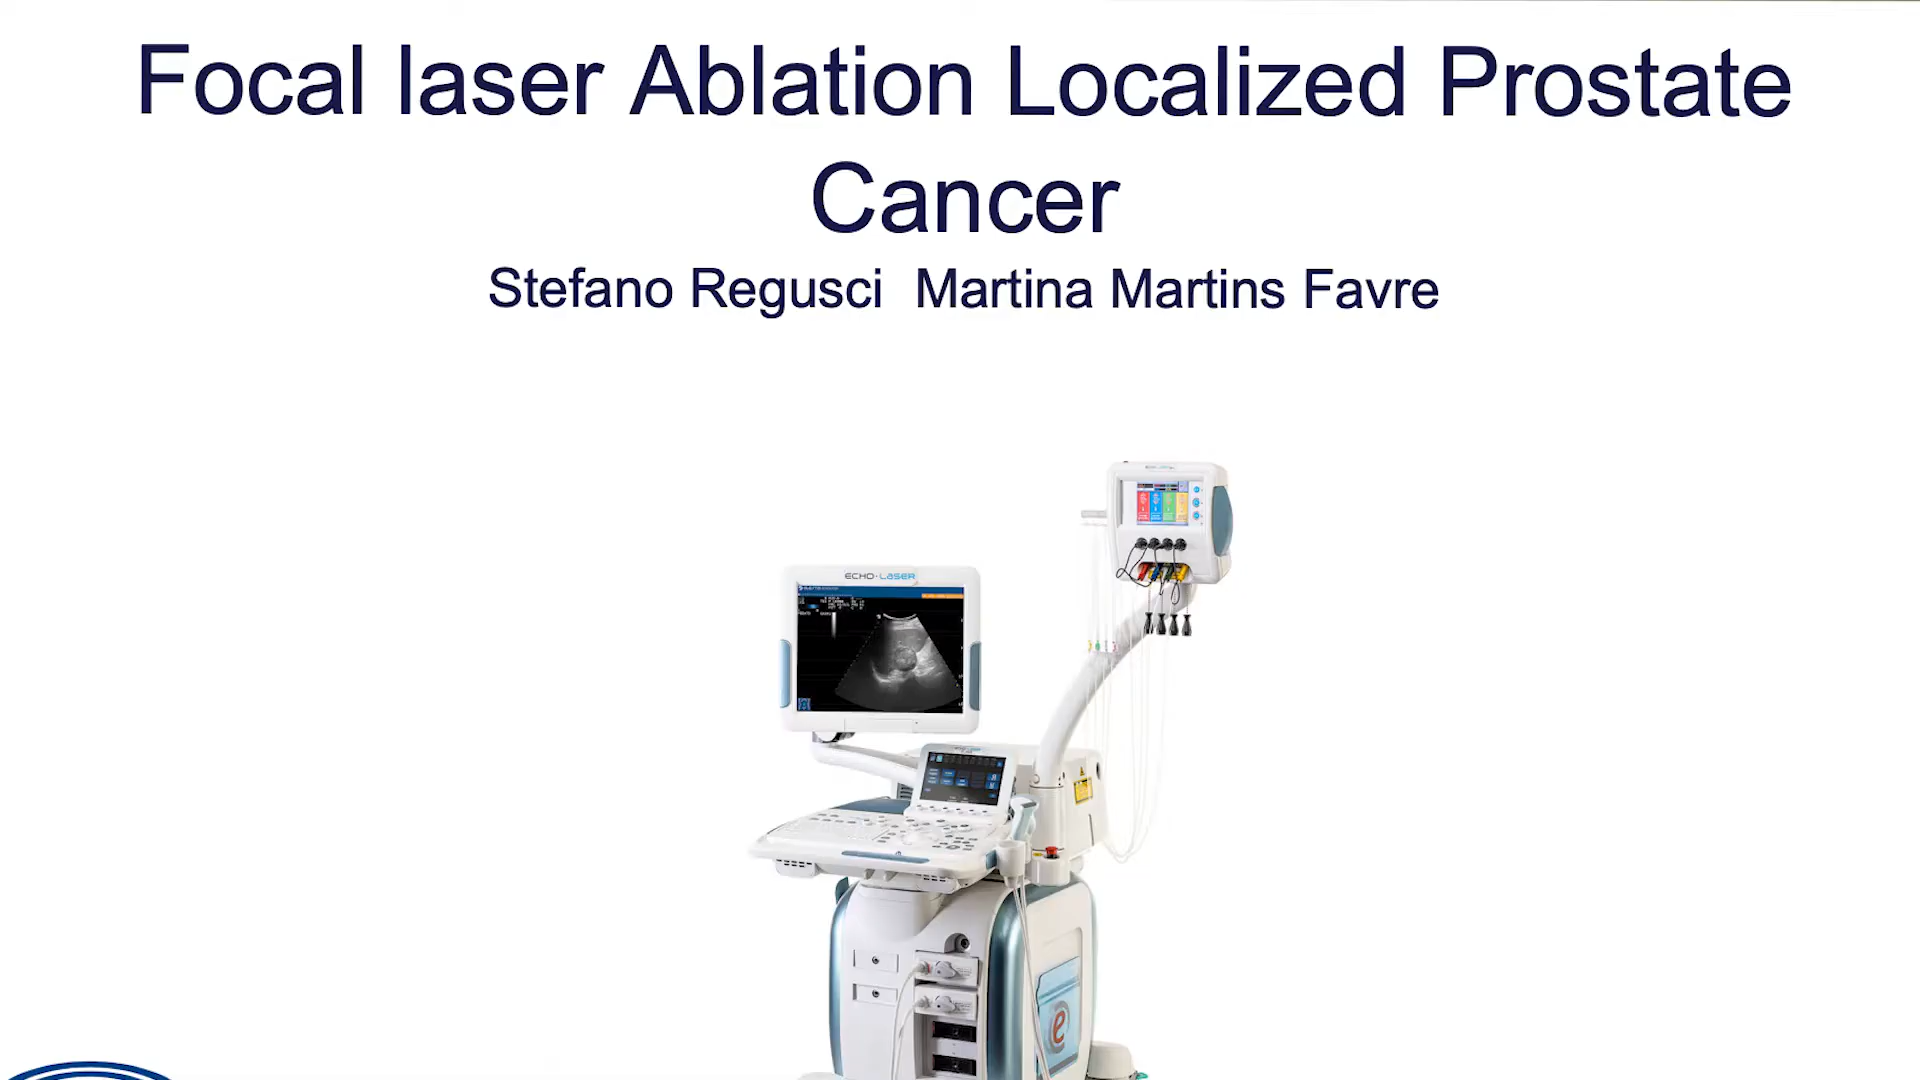 Focal laser Ablation Localized Prostate
Cancer
Stefano Regusci  Martina Martins Favre
ECHO-LASER